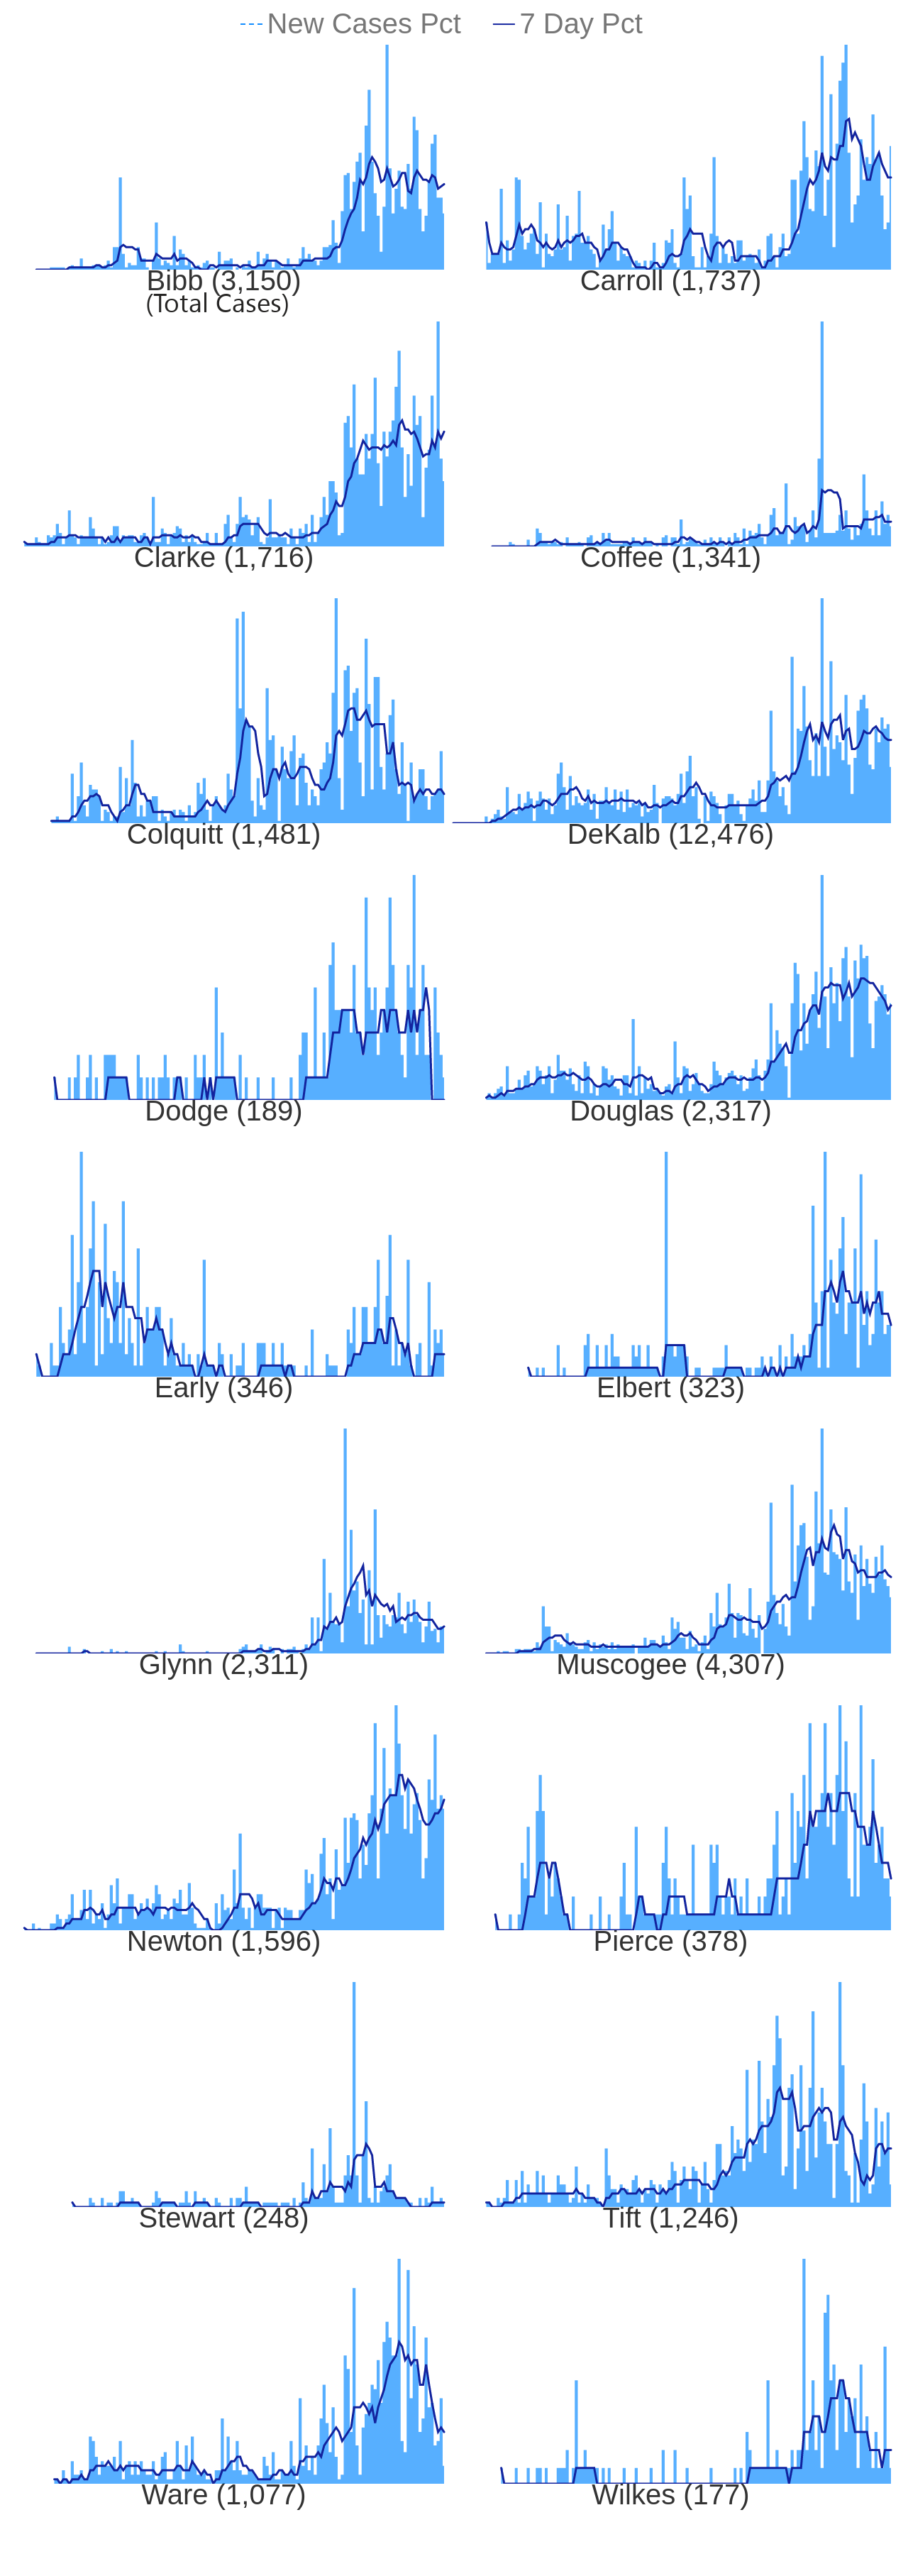 New Cases Pct 7 Day Pct
Bibb (3,150) Carroll (1,737)
(Total Cases)
Clarke (1,716) Coffee (1,341)
Colquitt (1,481) DeKalb (12,476)
Dodge (189) Douglas (2,317)
Early (346) Elbert (323)
Glynn (2,311) Muscogee (4,307)
Newton (1,596) Pierce (378)
Stewart (248) Tift (1,246)
Ware (1,077) Wilkes (177)